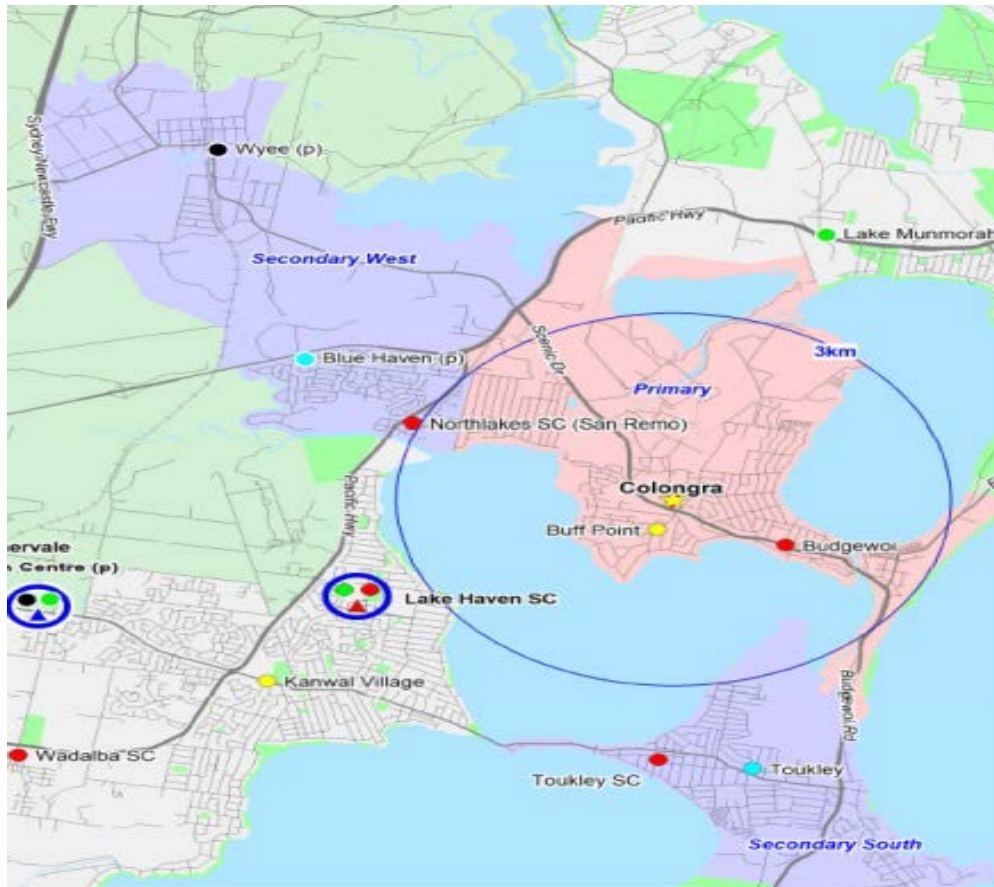 Sydney Newcastle Fwy
Wyee (p)
Pacific Hwy
Lake Munmorah
Secondary West
Scenic Dr
3km
Blue Haven (p)
Primary
Northlakes SC (San Remo)
Pacific Hwy
Colongra
Buff Point
Budgewoi
nervale
n Centre (p)
Lake Haven SC
Kanwal Village
Budgewoi Rd
Wadalba SC
Toukley SC
Toukley
Secondary South